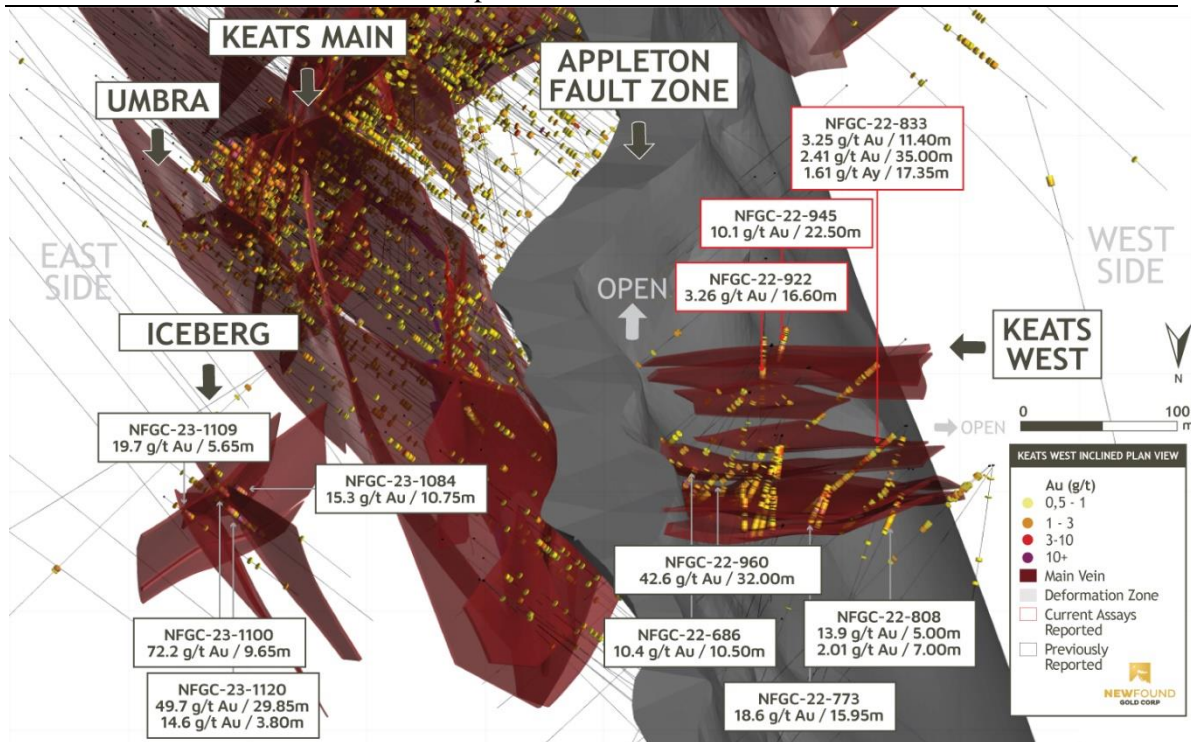 KEATS MAIN
UMBRA
APPLETON
FAULT ZONE
NFGC-22-833
3.25 g/t Au / 11.40m
2.41 g/t Au / 35.00m
1.61 g/t Ay / 17.35m
NFGC-22-945
10.1 g/t Au / 22.50m
EAST
SIDE
WEST
SIDE
OPEN
NFGC-22-922
3.26 g/t Au / 16.60m
ICEBERG
KEATS
WEST
N
0 100
m
OPEN
NFGC-23-1109
19.7 g/t Au / 5.65m
NFGC-23-1084
15.3 g/t Au / 10.75m
KEATS WEST INCLINED PLAN VIEW
Au (g/t)
0,5 - 1
1 - 3
3-10
10+
Main Vein
Deformation Zone
Current Assays
Reported
Previously
Reported
NEWFOUND
GOLD CORP
NFGC-22-960
42.6 g/t Au / 32.00m
NFGC-22-686
10.4 g/t Au / 10.50m
NFGC-22-808
13.9 g/t Au / 5.00m
2.01 g/t Au / 7.00m
NFGC-23-1100
72.2 g/t Au / 9.65m
NFGC-23-1120
49.7 g/t Au / 29.85m
14.6 g/t Au / 3.80m
NFGC-22-773
18.6 g/t Au / 15.95m